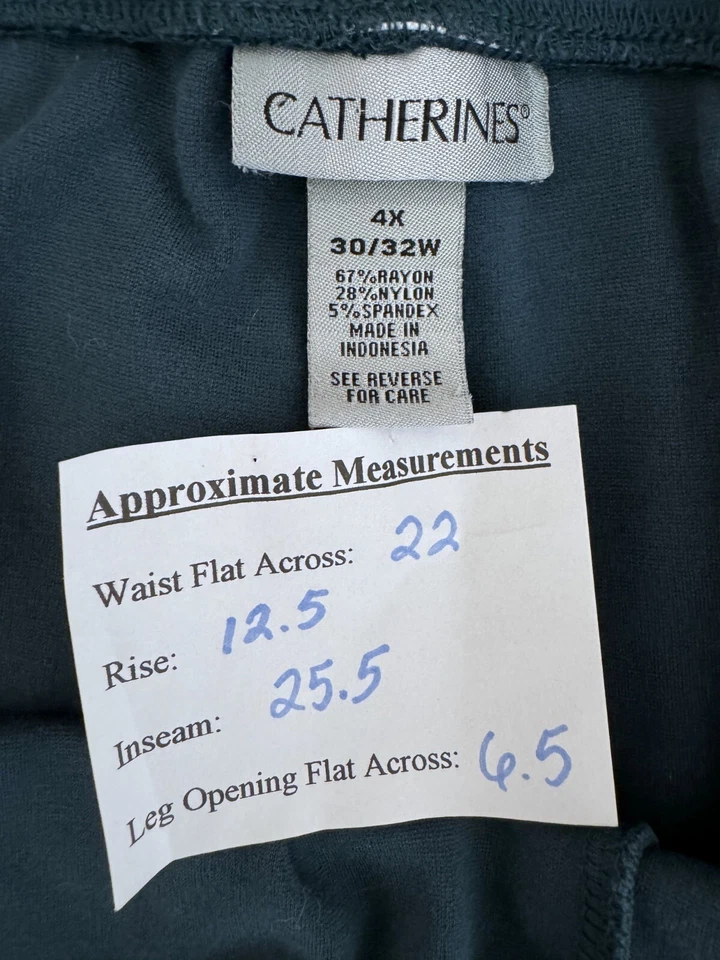 CATHERINES®
4X
30/32W
67%RAYON
28%NYLON
5%SPANDEX
MADE IN
INDONESIA
SEE REVERSE
FOR CARE
Approximate Measurements
Waist Flat Across: 22
Rise: 12.5
Inseam: 25.5
Leg Opening Flat Across: 6.5